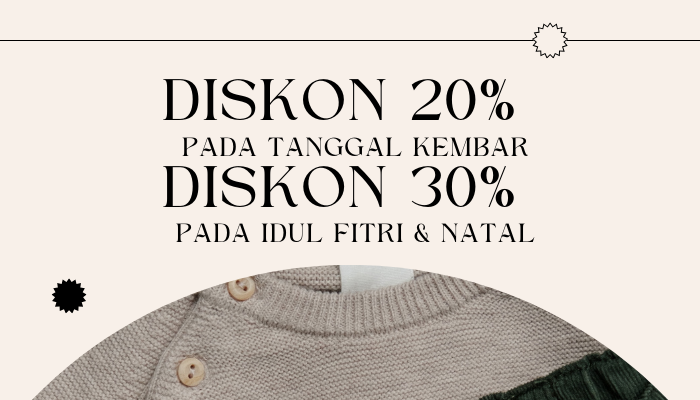 DISKON 20%
PADA TANGGAL KEMBAR
DISKON 30%
PADA IDUL FITRI & NATAL